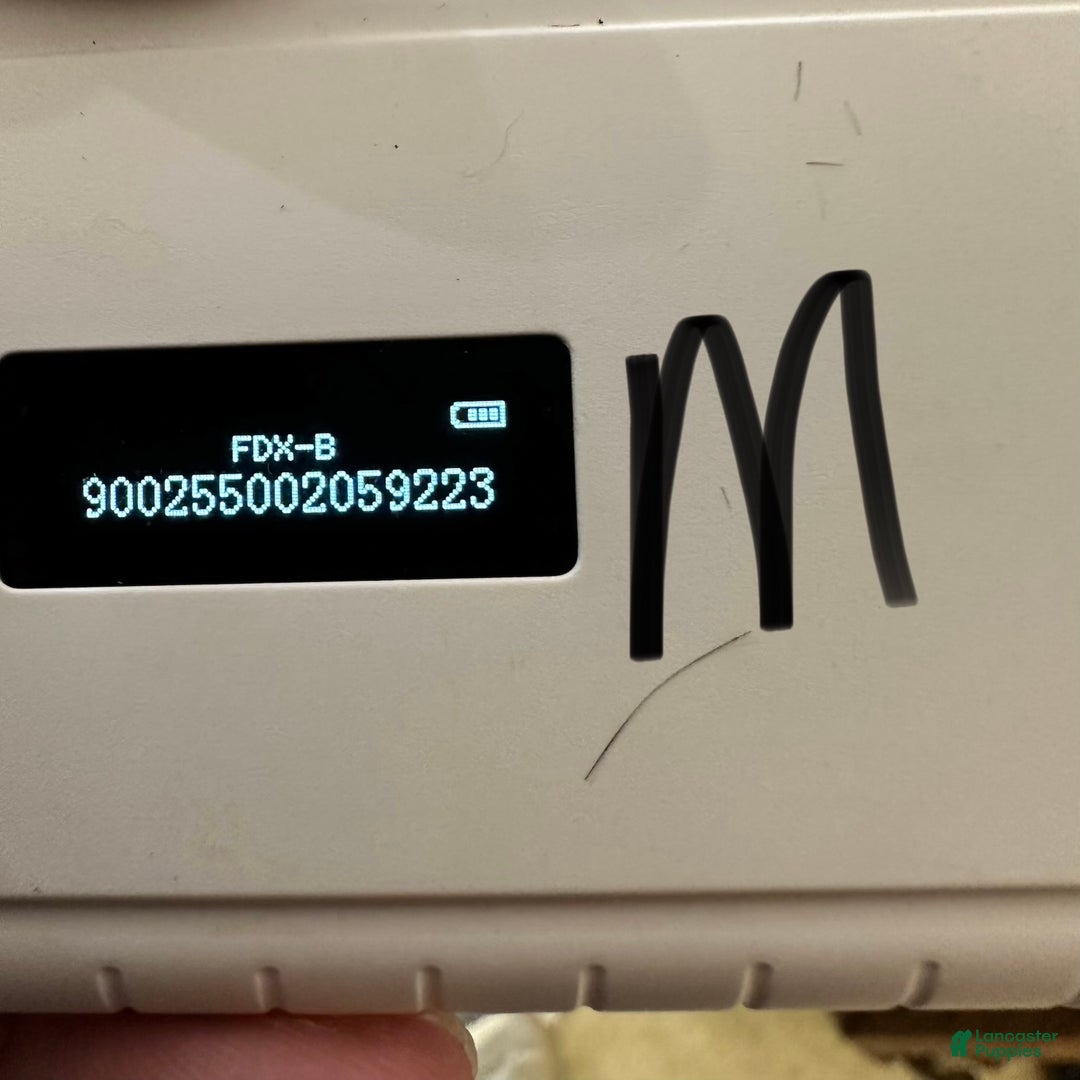 FDX-B
900255002059223
M
Lancaster
Puppies